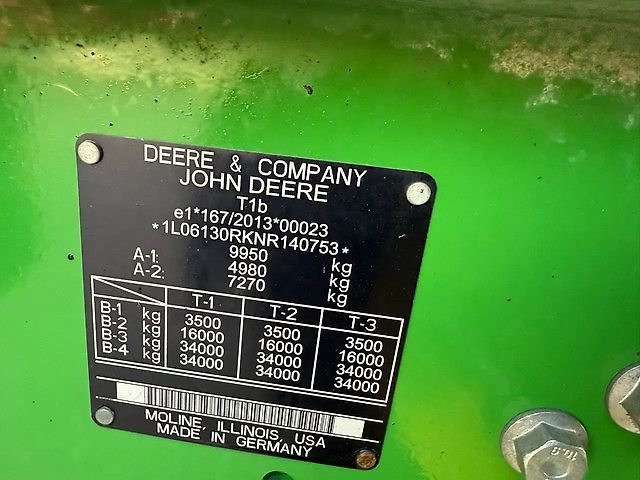 DEERE & COMPANY
JOHN DEERE
T1b
e1*167/2013*00023
*1L06130RKNR140753*
9950 kg
A-1: 4980 kg
A-2: 7270 kg
T-1 T-2 T-3
B-1 kg 3500 3500 3500
B-2 kg 16000 16000 16000
B-3 kg 34000 34000 34000
B-4 kg 34000 34000 34000
MOLINE, ILLINOIS, USA
MADE IN GERMANY
10.9